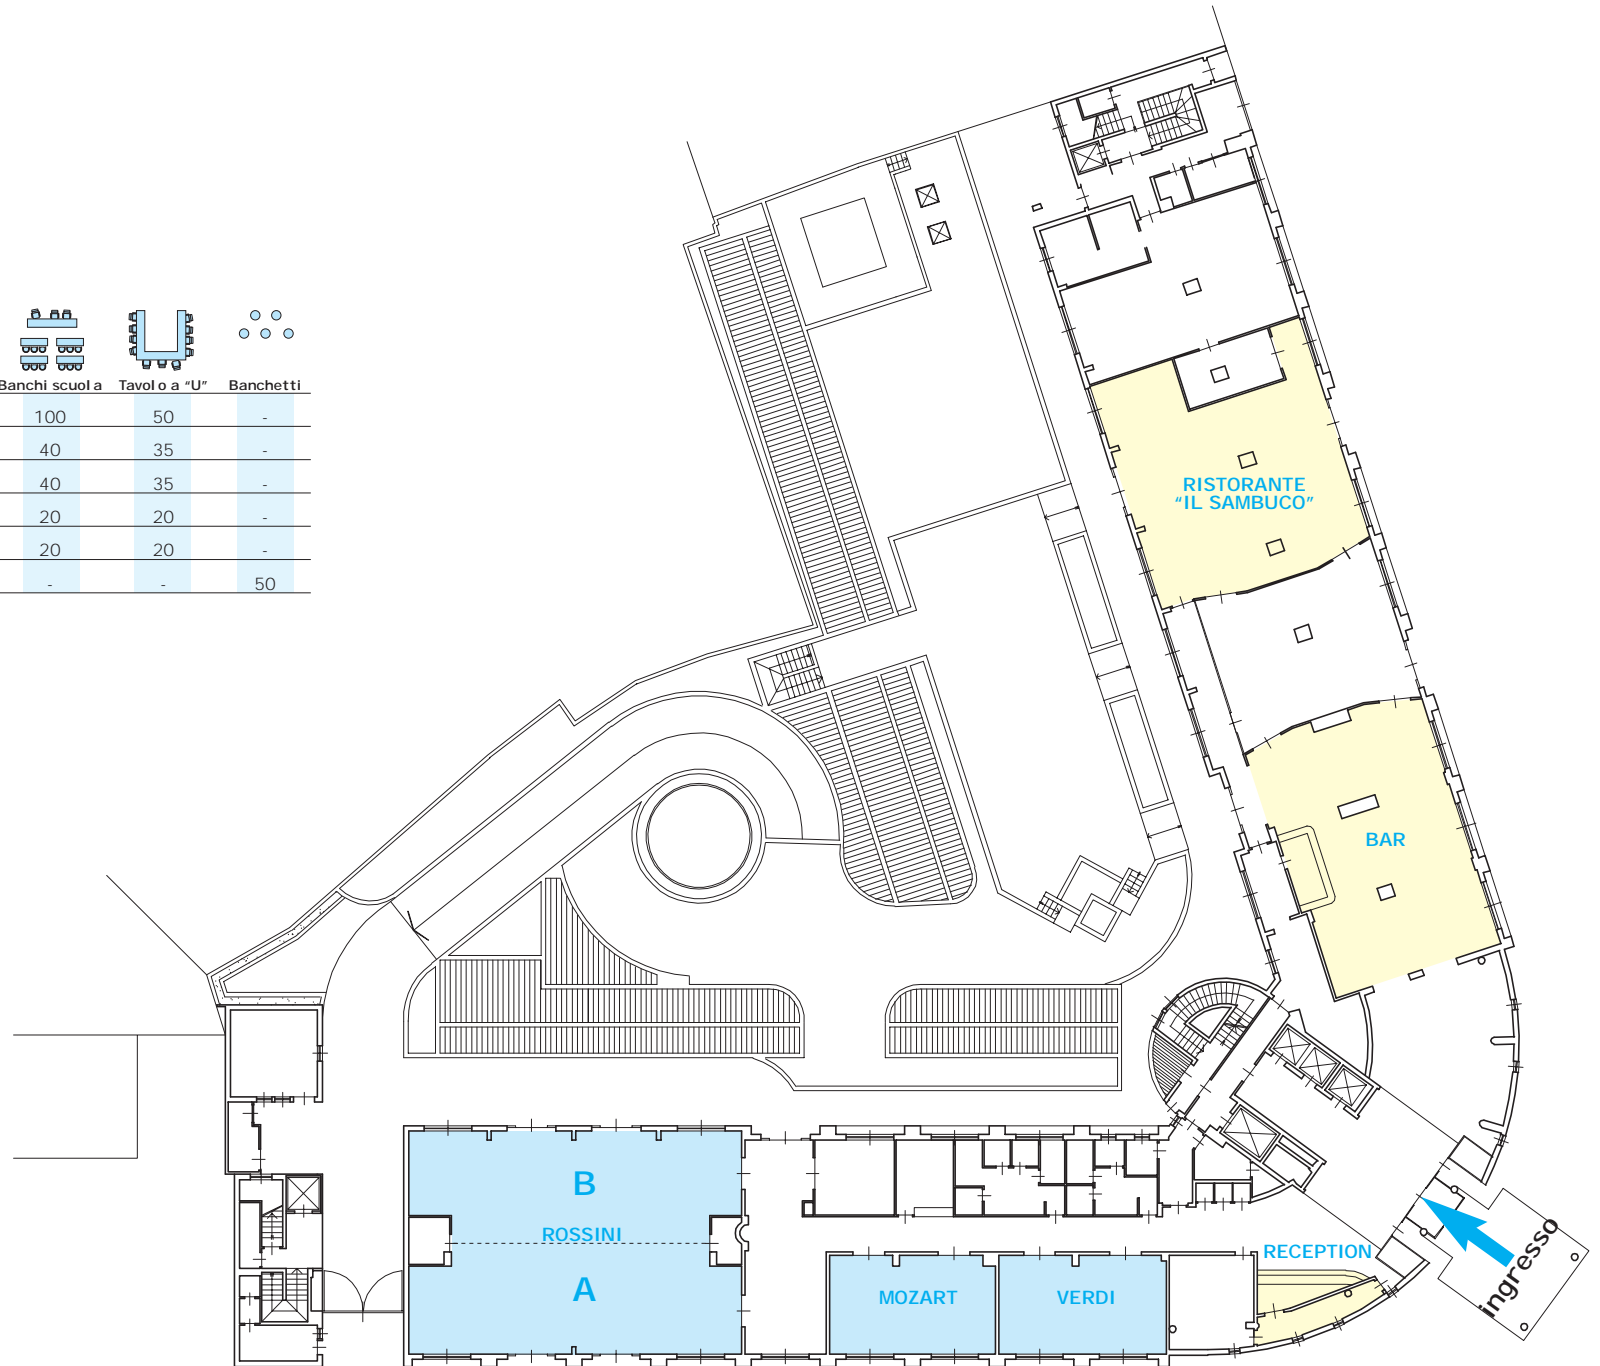 Banchi scuola Tavolo a “U” Banchetti
100 50 -
40 35 -
40 35 -
20 20 -
20 20 -
- - 50
RISTORANTE
“IL SAMBUCO”
BAR
B
ROSSINI
A
MOZART
VERDI
RECEPTION
ingresso